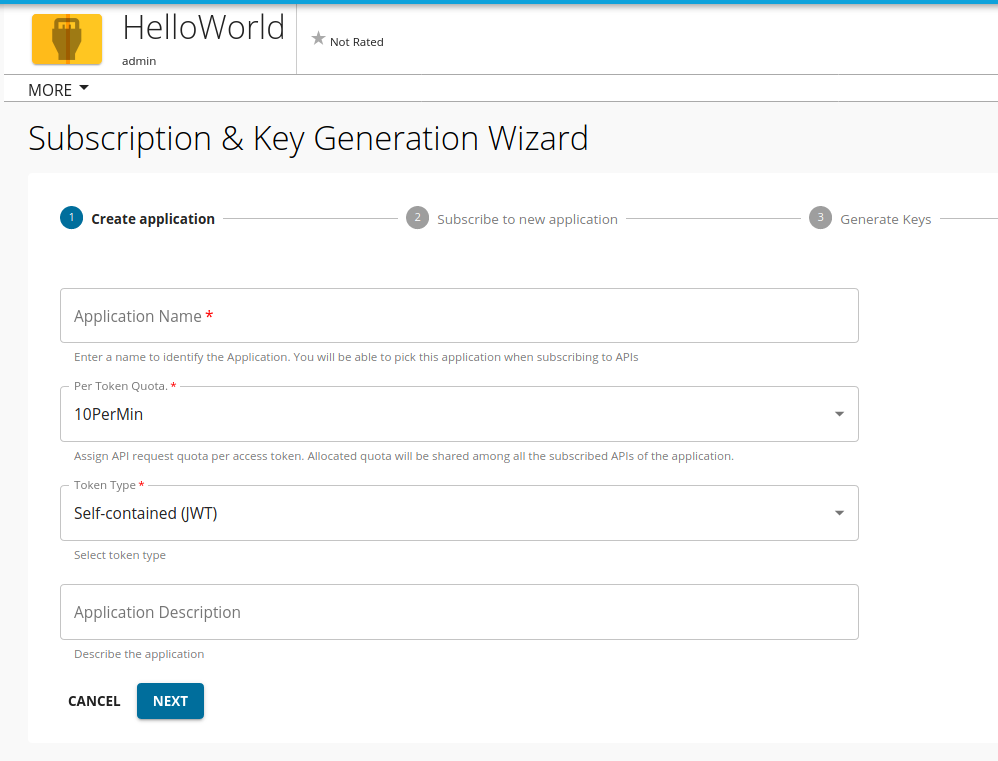 HelloWorld
admin
Not Rated
MORE
Subscription & Key Generation Wizard
1 Create application
2 Subscribe to new application
3 Generate Keys
Application Name *
Enter a name to identify the Application. You will be able to pick this application when subscribing to APIs
Per Token Quota. *
10PerMin
Assign API request quota per access token. Allocated quota will be shared among all the subscribed APIs of the application.
Token Type *
Self-contained (JWT)
Select token type
Application Description
Describe the application
CANCEL
NEXT